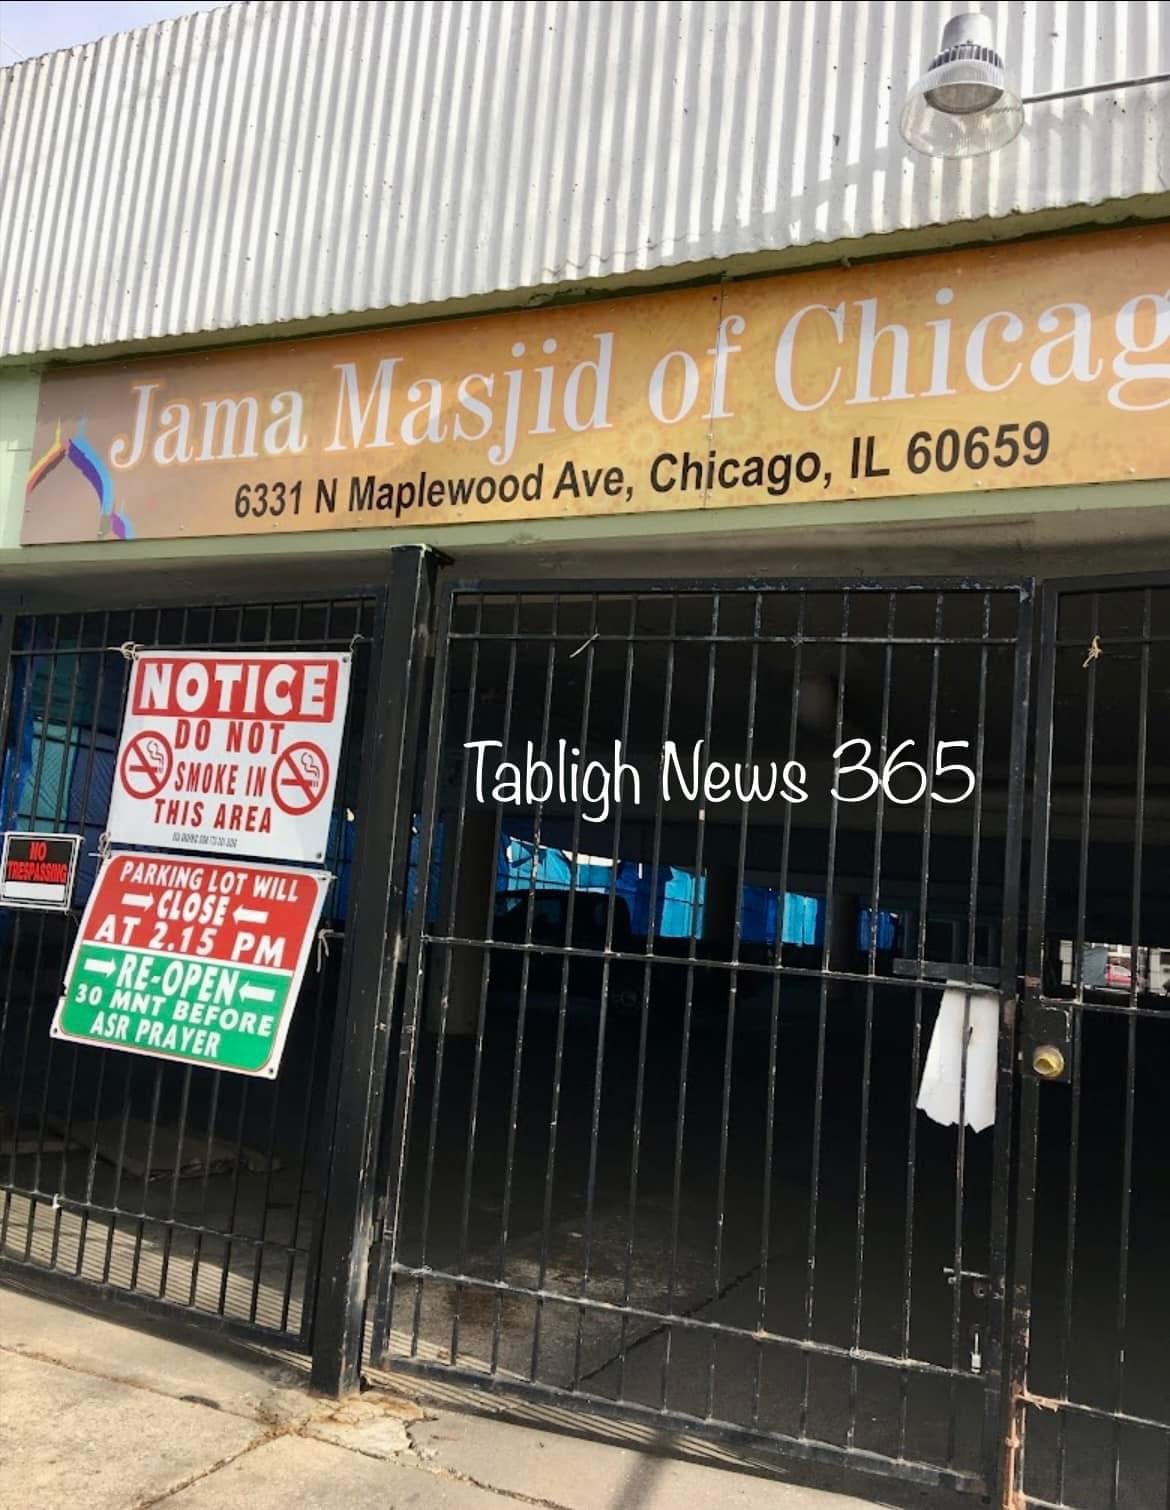 Jama Masjid of Chicag
6331 N Maplewood Ave, Chicago, IL 60659
NOTICE
DO NOT
SMOKE IN
THIS AREA
NO
TRESPASSING
PARKING LOT WILL
CLOSE
AT 2.15 PM
RE-OPEN
30 MNT BEFORE
ASR PRAYER
Tabligh News 365